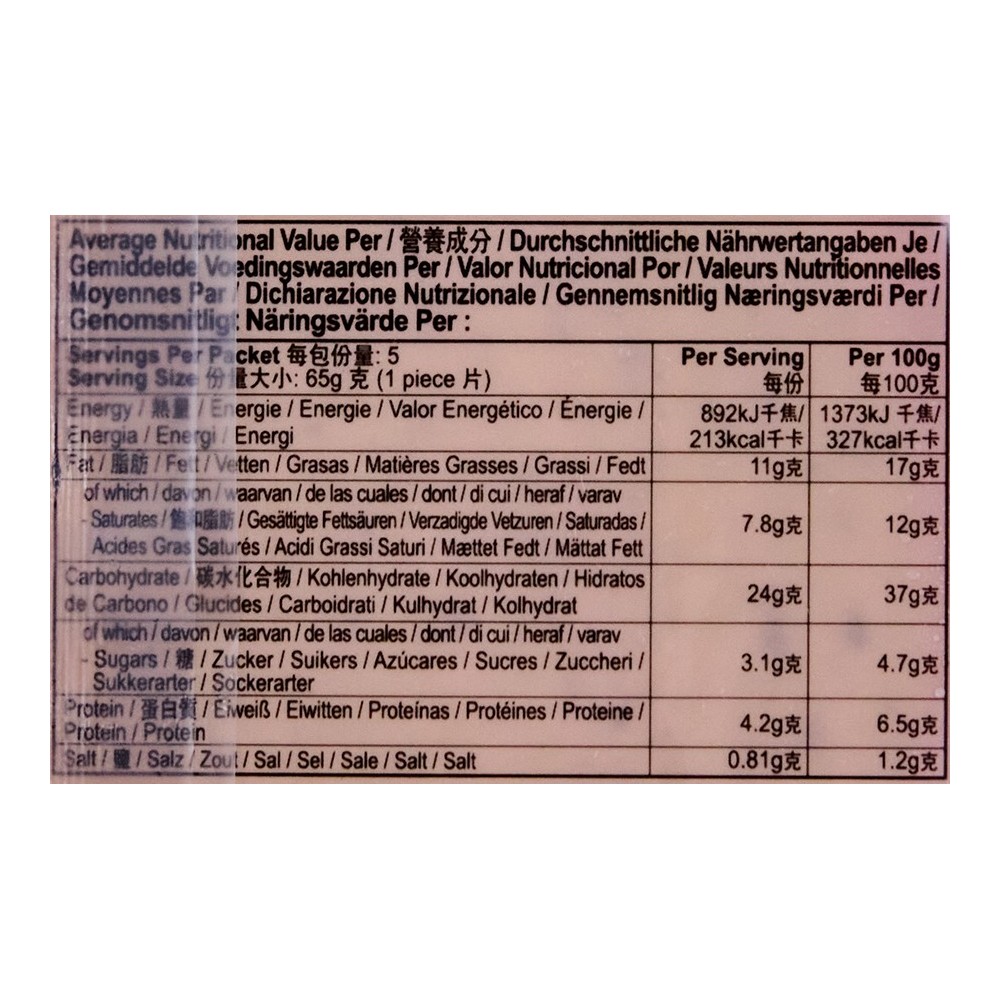 Average Nutritional Value Per / 營養成分 / Durchschnittliche Nährwertangaben Je /
Gemiddelde Voedingswaarden Per / Valor Nutricional Por / Valeurs Nutritionnelles
Moyennes Par / Dichiarazione Nutrizionale / Gennemsnitlig Næringsværdi Per /
Genomsnitligt Näringsvärde Per :
Servings Per Packet 每包份量: 5
Serving Size 份量大小: 65g 克 (1 piece 片)
Per Serving
每份
Per 100g
每100克
Energy / 熱量 / Energie / Energie / Valor Energético / Énergie /
Energia / Energi / Energi
892kJ千焦/
213kcal千卡
1373kJ 千焦/
327kcal千卡
Fat / 脂肪 / Fett / Vetten / Grasas / Matières Grasses / Grassi / Fedt
11g克
17g克
of which / davon / waarvan / de las cuales / dont / di cui / heraf / varav
- Saturates / 飽和脂肪 / Gesättigte Fettsäuren / Verzadigde Vetzuren / Saturadas /
Acides Gras Saturés / Acidi Grassi Saturi / Mættet Fedt / Mättat Fett
7.8g克
12g克
Carbohydrate / 碳水化合物 / Kohlenhydrate / Koolhydraten / Hidratos
de Carbono / Glucides / Carboidrati / Kulhydrat / Kolhydrat
24g克
37g克
of which / davon / waarvan / de las cuales / dont / di cui / heraf / varav
- Sugars / 糖 / Zucker / Suikers / Azúcares / Sucres / Zuccheri /
Sukkerarter / Sockerarter
3.1g克
4.7g克
Protein / 蛋白質 / Eiweiß / Eiwitten / Proteínas / Protéines / Proteine /
Protein / Protein
4.2g克
6.5g克
Salt / 鹽 / Salz / Zout / Sal / Sel / Sale / Salt / Salt
0.81g克
1.2g克